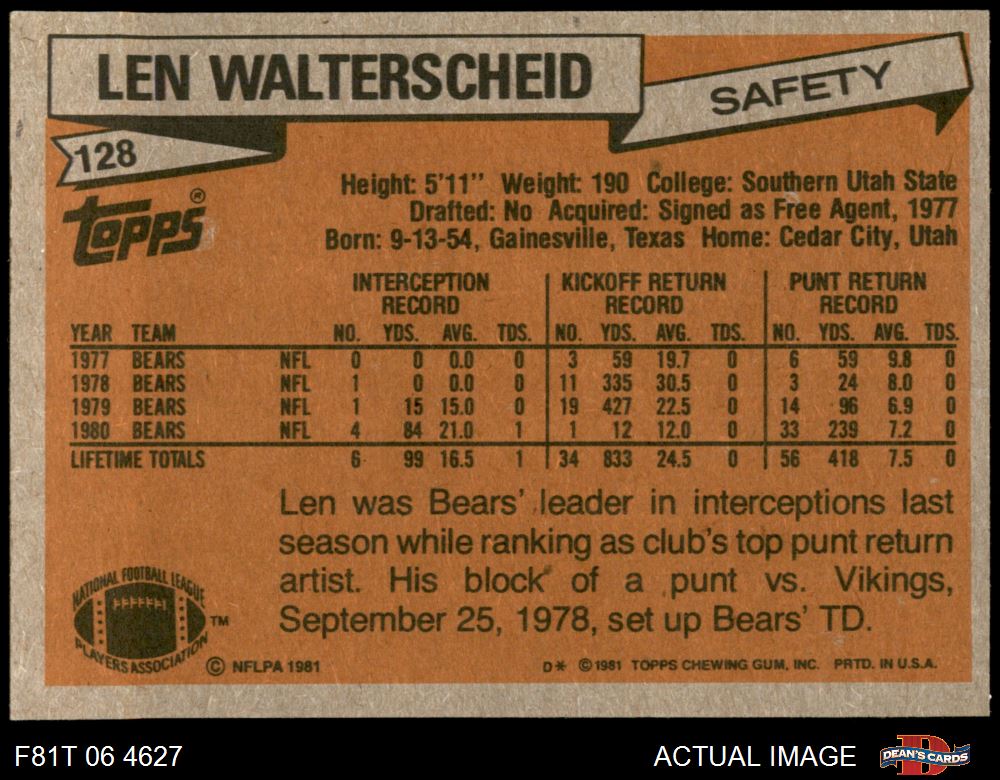 LEN WALTERSCHEID
SAFETY
128
Topps®
Height: 5'11" Weight: 190 College: Southern Utah State
Drafted: No Acquired: Signed as Free Agent, 1977
Born: 9-13-54, Gainesville, Texas Home: Cedar City, Utah
INTERCEPTION KICKOFF RETURN PUNT RETURN
RECORD RECORD RECORD
YEAR TEAM NO. YDS. AVG. TDS. NO. YDS. AVG. TDS. NO. YDS. AVG. TDS.
1977 BEARS NFL 0 0 0.0 0 3 59 19.7 0 6 59 9.8 0
1978 BEARS NFL 1 0 0.0 0 11 335 30.5 0 3 24 8.0 0
1979 BEARS NFL 1 15 15.0 0 19 427 22.5 0 14 96 6.9 0
1980 BEARS NFL 4 84 21.0 1 1 12 12.0 0 33 239 7.2 0
LIFETIME TOTALS 6 99 16.5 1 34 833 24.5 0 56 418 7.5 0
Len was Bears' leader in interceptions last
season while ranking as club's top punt return
artist. His block of a punt vs. Vikings,
September 25, 1978, set up Bears' TD.
NATIONAL FOOTBALL LEAGUE
PLAYERS ASSOCIATION
TM
© NFLPA 1981
D* © 1981 TOPPS CHEWING GUM, INC. PRTD. IN U.S.A.
F81T 06 4627
ACTUAL IMAGE
D
DEAN'S CARDS